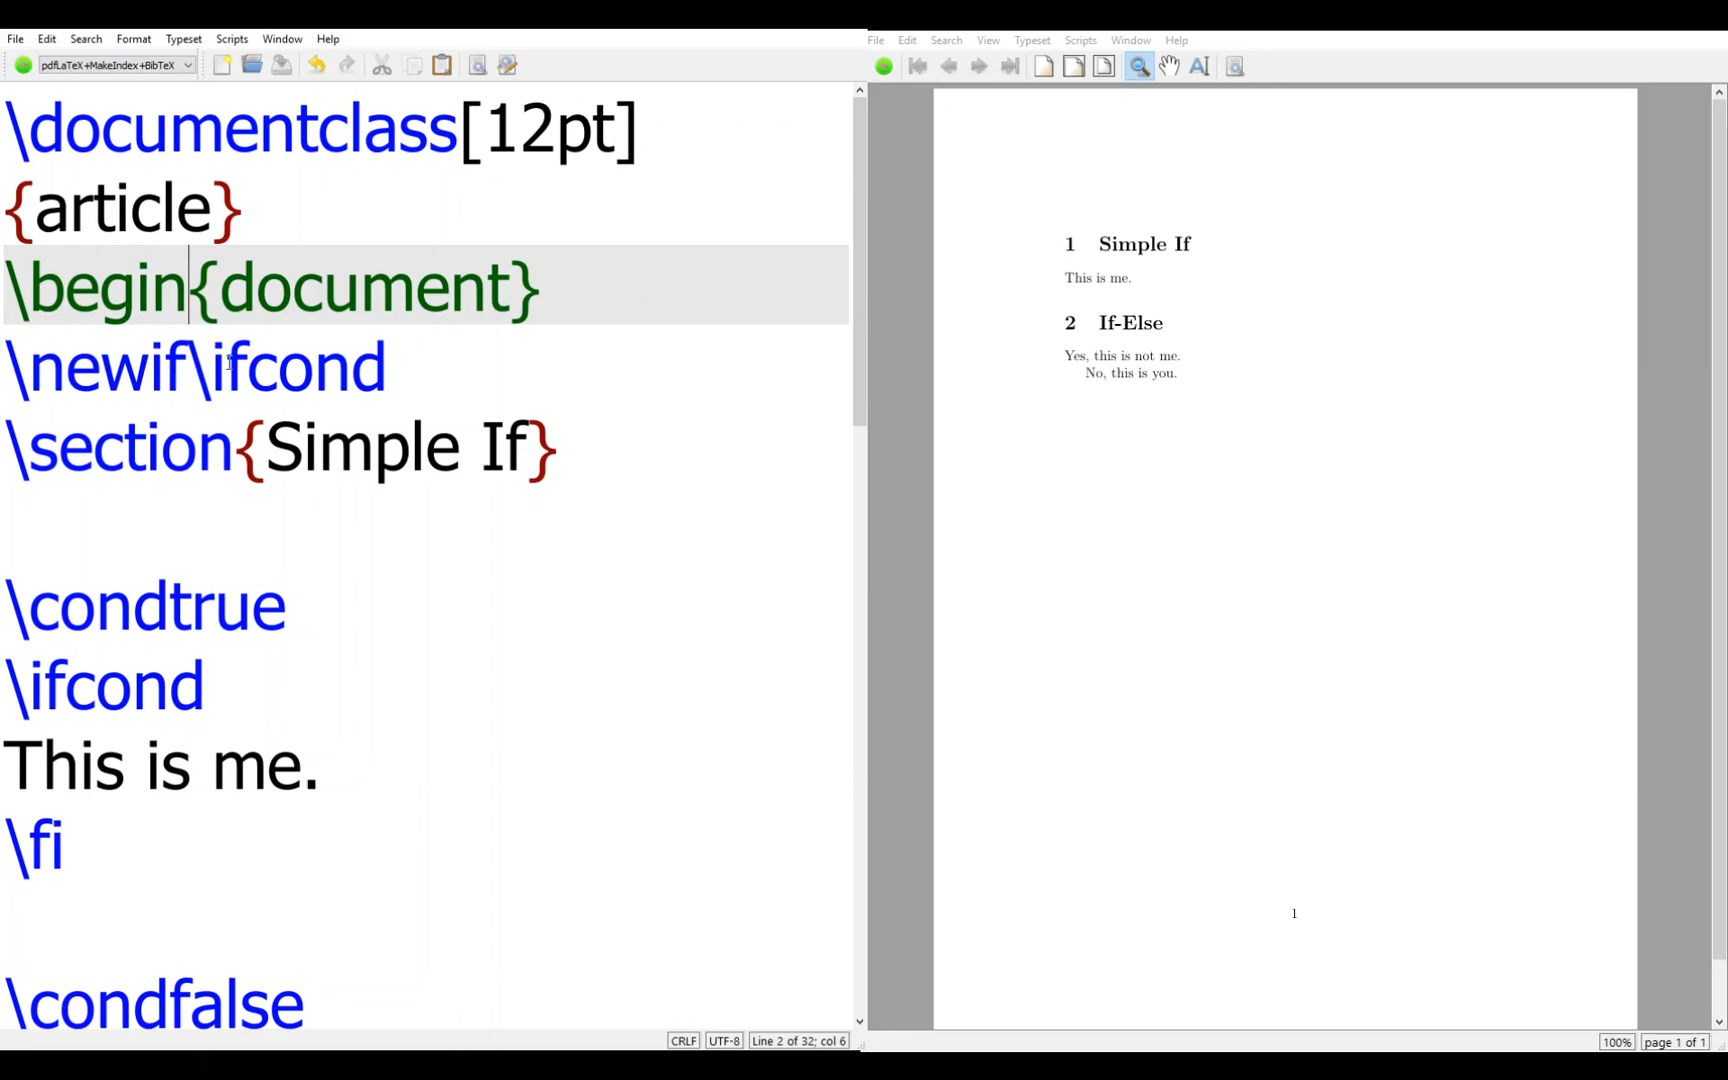 File Edit Search Format Typeset Scripts Window Help
pdfLaTeX+MakeIndex+BibTeX
\documentclass[12pt]
{article}
\begin{document}
\newif\ifcond
\section{Simple If}
\condtrue
\ifcond
This is me.
\fi
\condfalse
CRLF UTF-8 Line 2 of 32; col 6
File Edit Search View Typeset Scripts Window Help
1 Simple If
This is me.
2 If-Else
Yes, this is not me.
No, this is you.
1
100% page 1 of 1